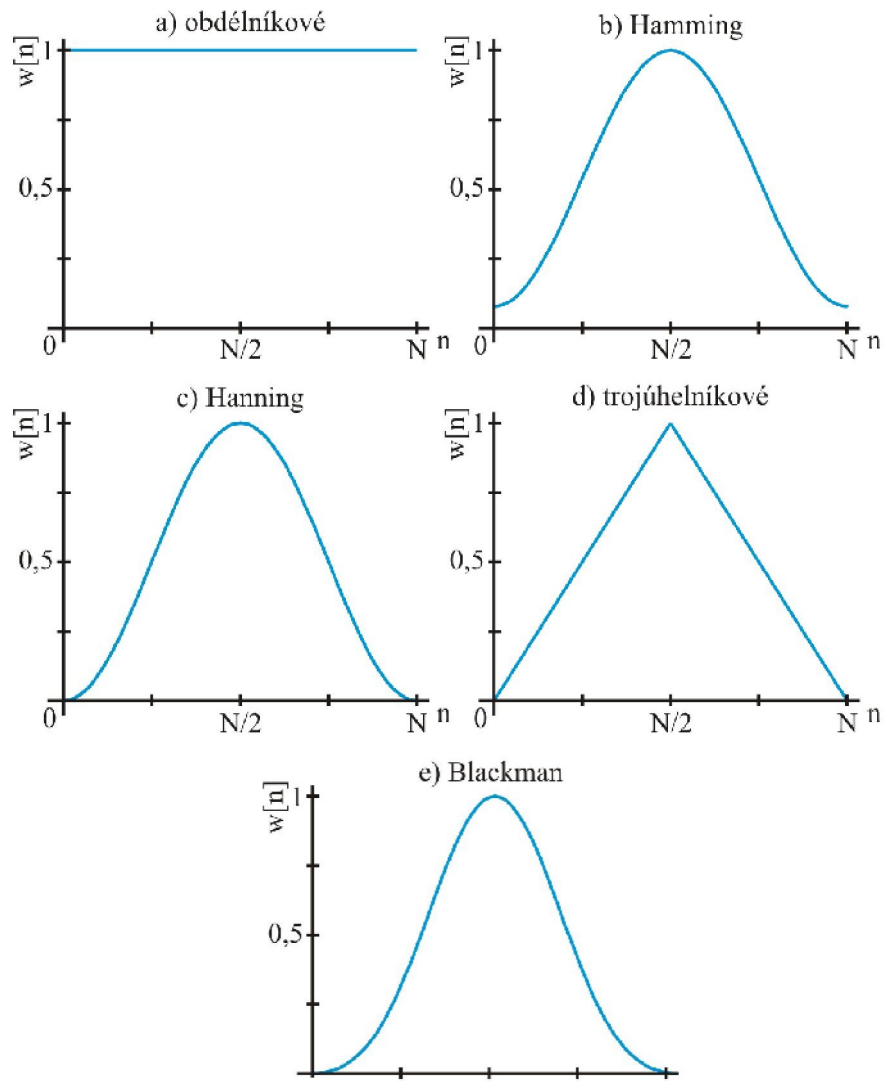 a) obdélníkové
w[n]
1
0,5
0
N/2
N
n
b) Hamming
w[n]
1
0,5
0
N/2
N
n
c) Hanning
w[n]
1
0,5
0
N/2
N
n
d) trojúhelníkové
w[n]
1
0,5
0
N/2
N
n
e) Blackman
w[n]
1
0,5